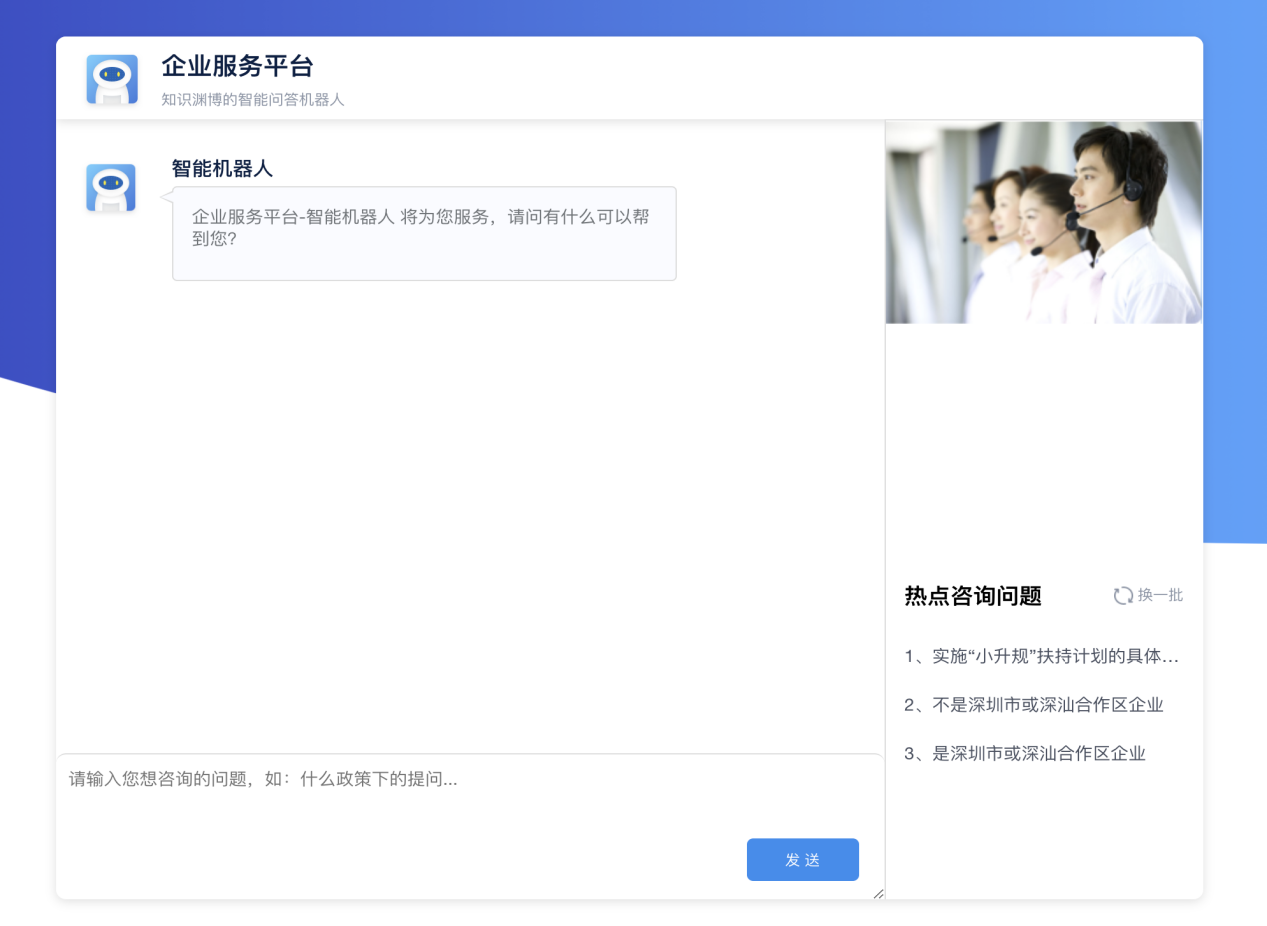 企业服务平台
知识渊博的智能问答机器人
智能机器人
企业服务平台-智能机器人 将为您服务，请问有什么可以帮
到您?
热点咨询问题
换一批
1、实施“小升规”扶持计划的具体...
2、不是深圳市或深汕合作区企业
3、是深圳市或深汕合作区企业
请输入您想咨询的问题，如：什么政策下的提问...
发 送